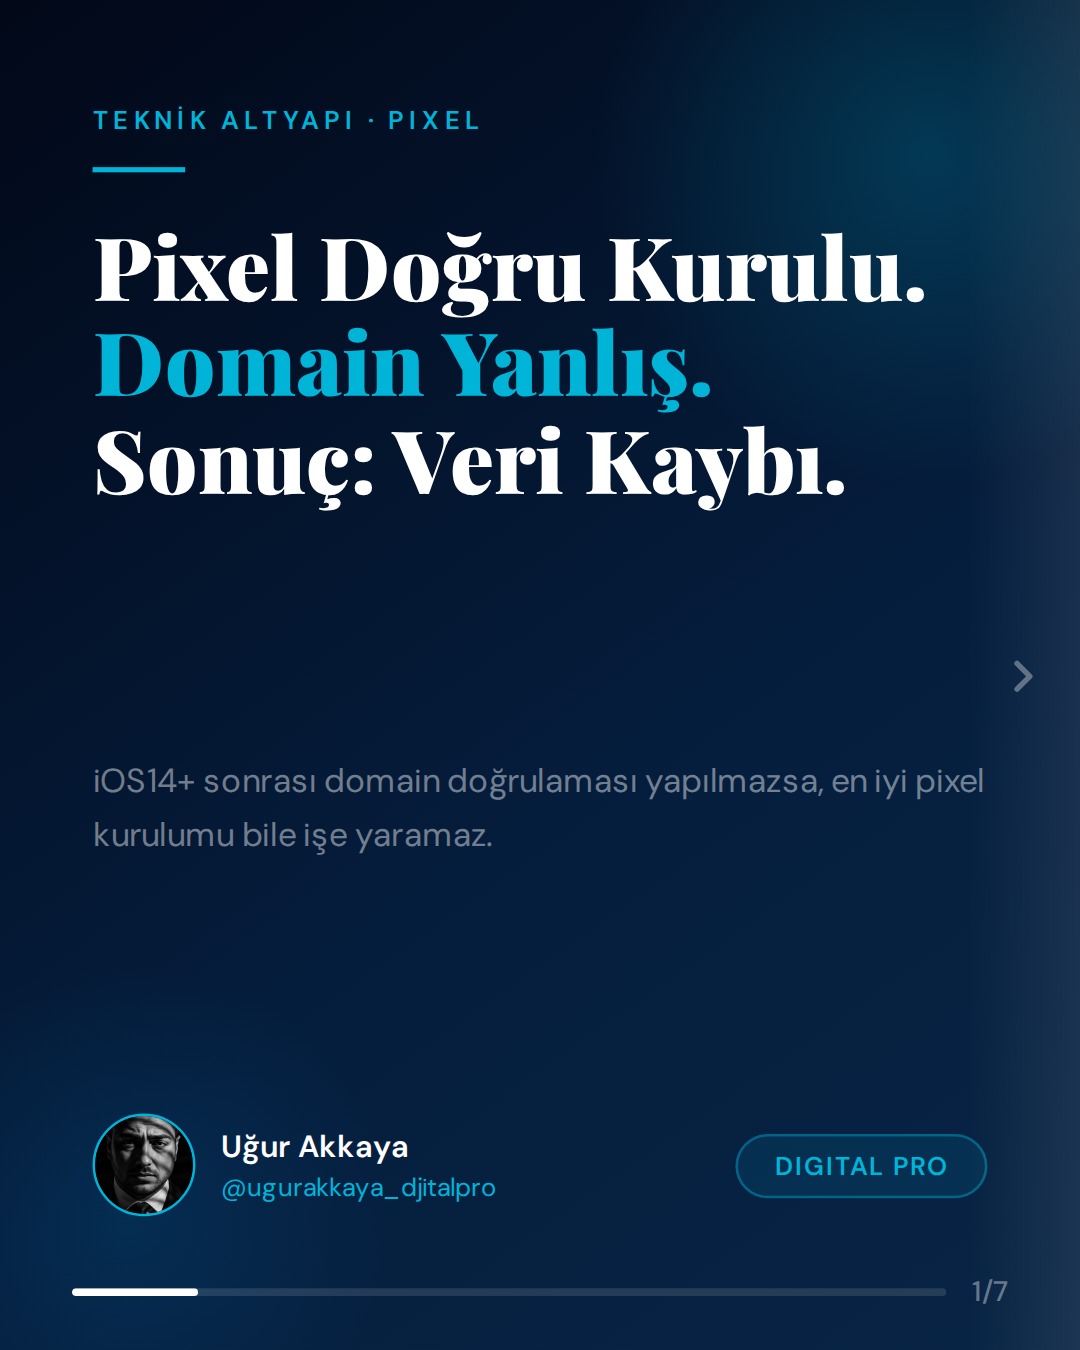 TEKNİK ALTYAPI · PIXEL
Pixel Doğru Kurulu.
Domain Yanlış.
Sonuç: Veri Kaybı.
iOS14+ sonrası domain doğrulaması yapılmazsa, en iyi pixel
kurulumu bile işe yaramaz.
Uğur Akkaya
@ugurakkaya_djitalpro
DIGITAL PRO
1/7